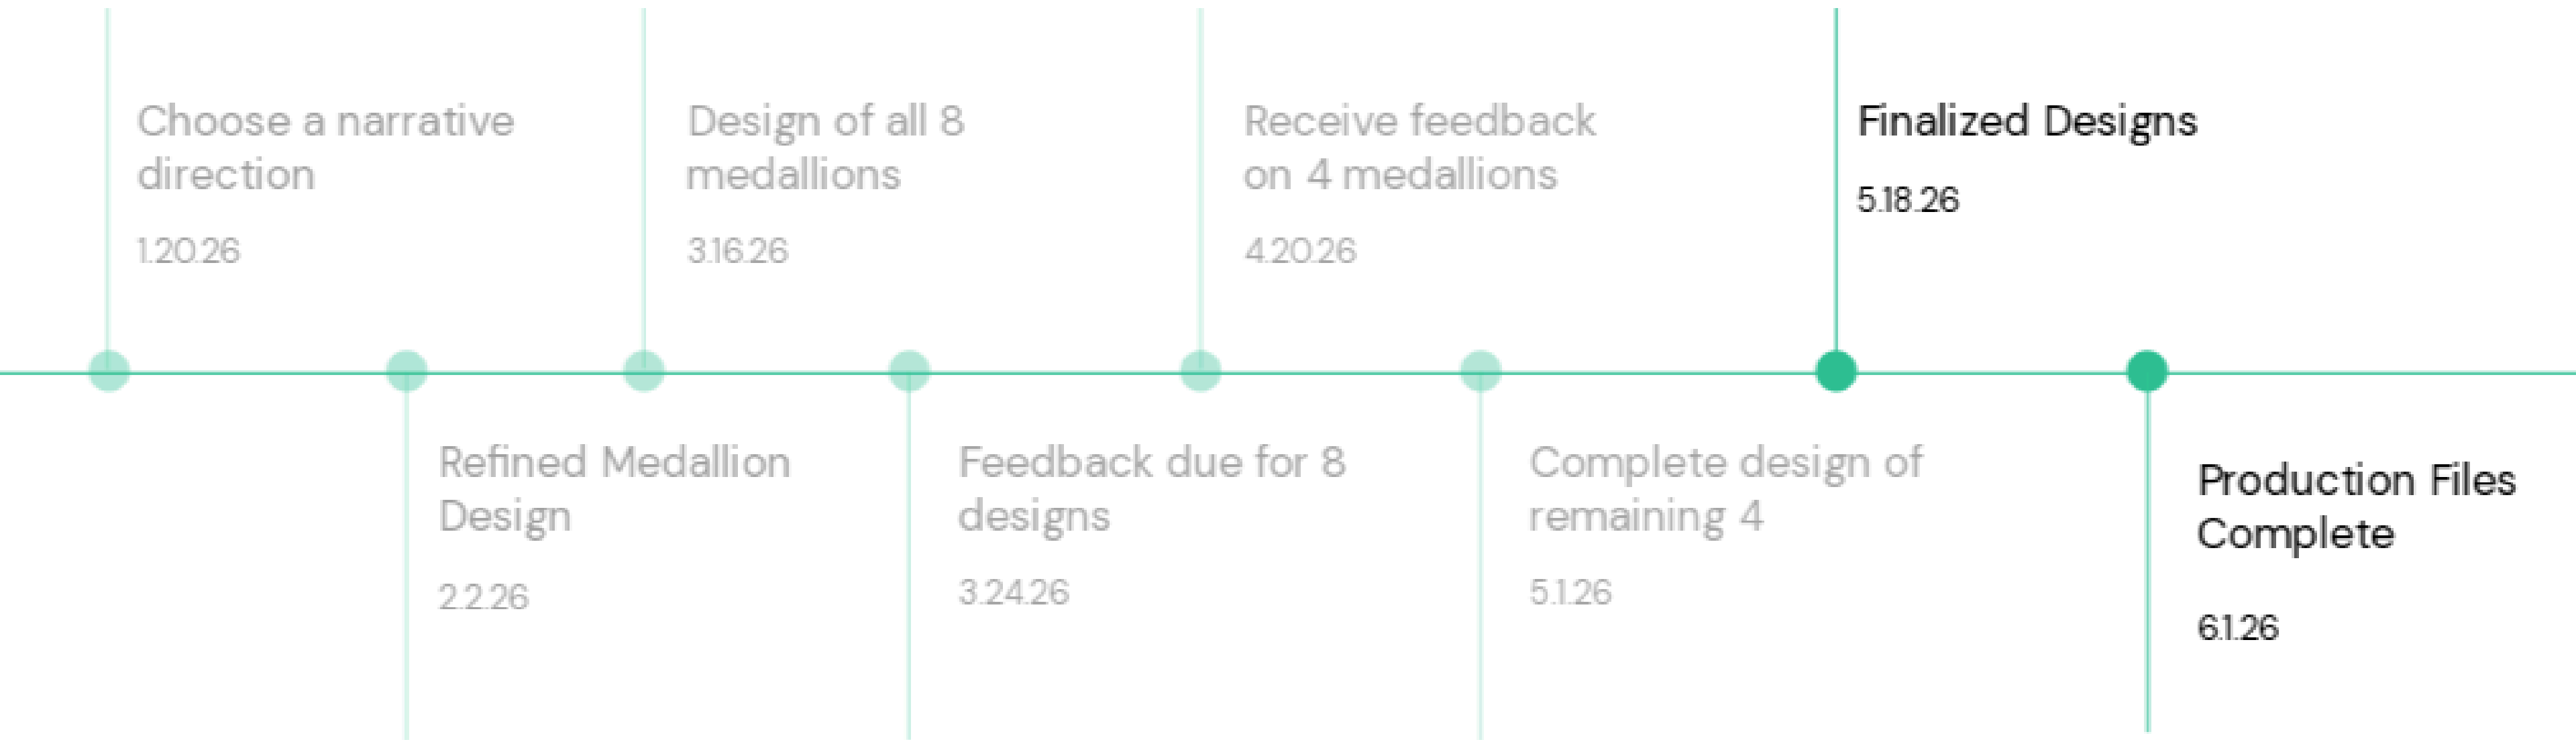 Choose a narrative
direction
1.20.26
Refined Medallion
Design
2.2.26
Design of all 8
medallions
3.16.26
Feedback due for 8
designs
3.24.26
Receive feedback
on 4 medallions
4.20.26
Complete design of
remaining 4
5.1.26
Finalized Designs
5.18.26
Production Files
Complete
6.1.26